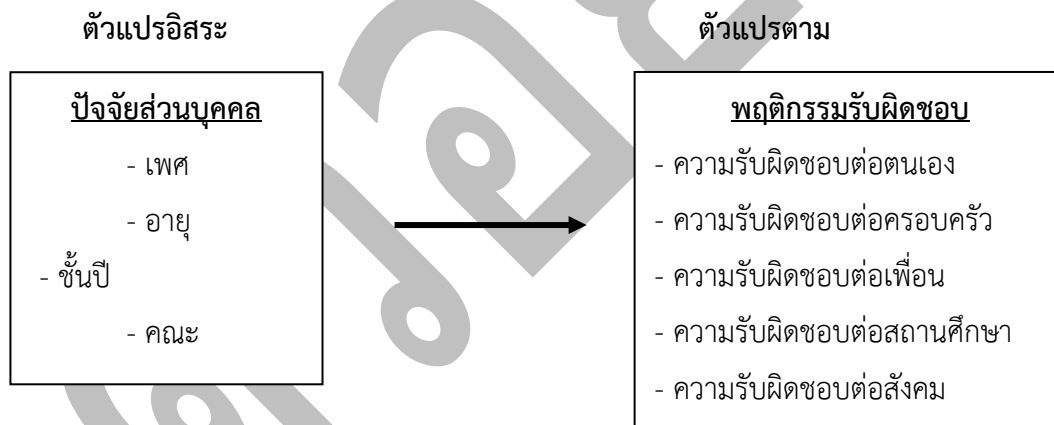 ตัวแปรอิสระ
ตัวแปรตาม
ปัจจัยส่วนบุคคล
- เพศ
- อายุ
- ชั้นปี
- คณะ
พฤติกรรมรับผิดชอบ
- ความรับผิดชอบต่อตนเอง
- ความรับผิดชอบต่อครอบครัว
- ความรับผิดชอบต่อเพื่อน
- ความรับผิดชอบต่อสถานศึกษา
- ความรับผิดชอบต่อสังคม